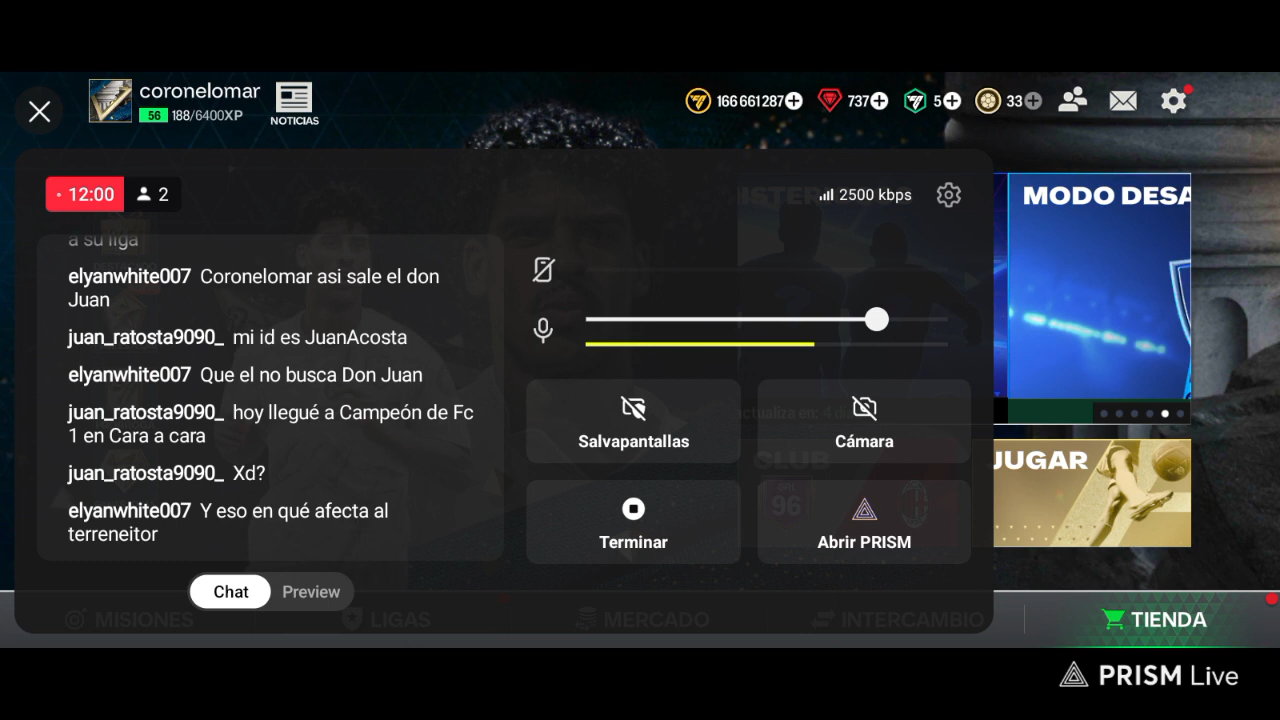 coronelomar
56 188/6400XP
NOTICIAS
166661287
737
5
33
12:00
2
2500 kbps
MODO DESA
a su liga
elyanwhite007 Coronelomar asi sale el don
Juan
juan_ratosta9090_ mi id es JuanAcosta
elyanwhite007 Que el no busca Don Juan
juan_ratosta9090_ hoy llegué a Campeón de Fc
1 en Cara a cara
juan_ratosta9090_ Xd?
elyanwhite007 Y eso en qué afecta al
terreneitor
Salvapantallas
Cámara
CLUB
96
Terminar
Abrir PRISM
JUGAR
Chat
Preview
MISIONES
LIGAS
MERCADO
INTERCAMBIO
TIENDA
PRISM Live